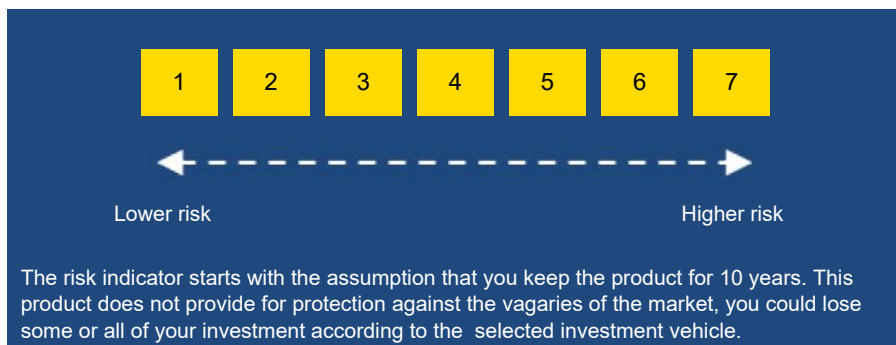 1 2 3 4 5 6 7
Lower risk Higher risk
The risk indicator starts with the assumption that you keep the product for 10 years. This
product does not provide for protection against the vagaries of the market, you could lose
some or all of your investment according to the  selected investment vehicle.